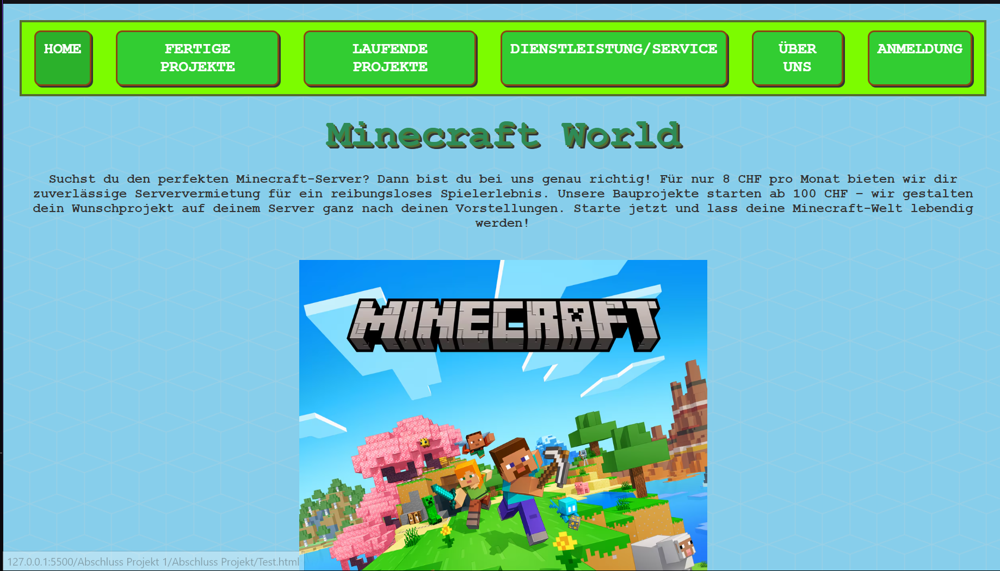 HOME
FERTIGE
PROJEKTE
LAUFENDE
PROJEKTE
DIENSTLEISTUNG/SERVICE
ÜBER
UNS
ANMELDUNG
Minecraft World
Suchst du den perfekten Minecraft-Server? Dann bist du bei uns genau richtig! Für nur 8 CHF pro Monat bieten wir dir
zuverlässige Serververmietung für ein reibungsloses Spielerlebnis. Unsere Bauprojekte starten ab 100 CHF – wir gestalten
dein Wunschprojekt auf deinem Server ganz nach deinen Vorstellungen. Starte jetzt und lass deine Minecraft-Welt lebendig
werden!
MINECRAFT
127.0.0.1:5500/Abschluss Projekt 1/Abschluss Projekt/Test.html